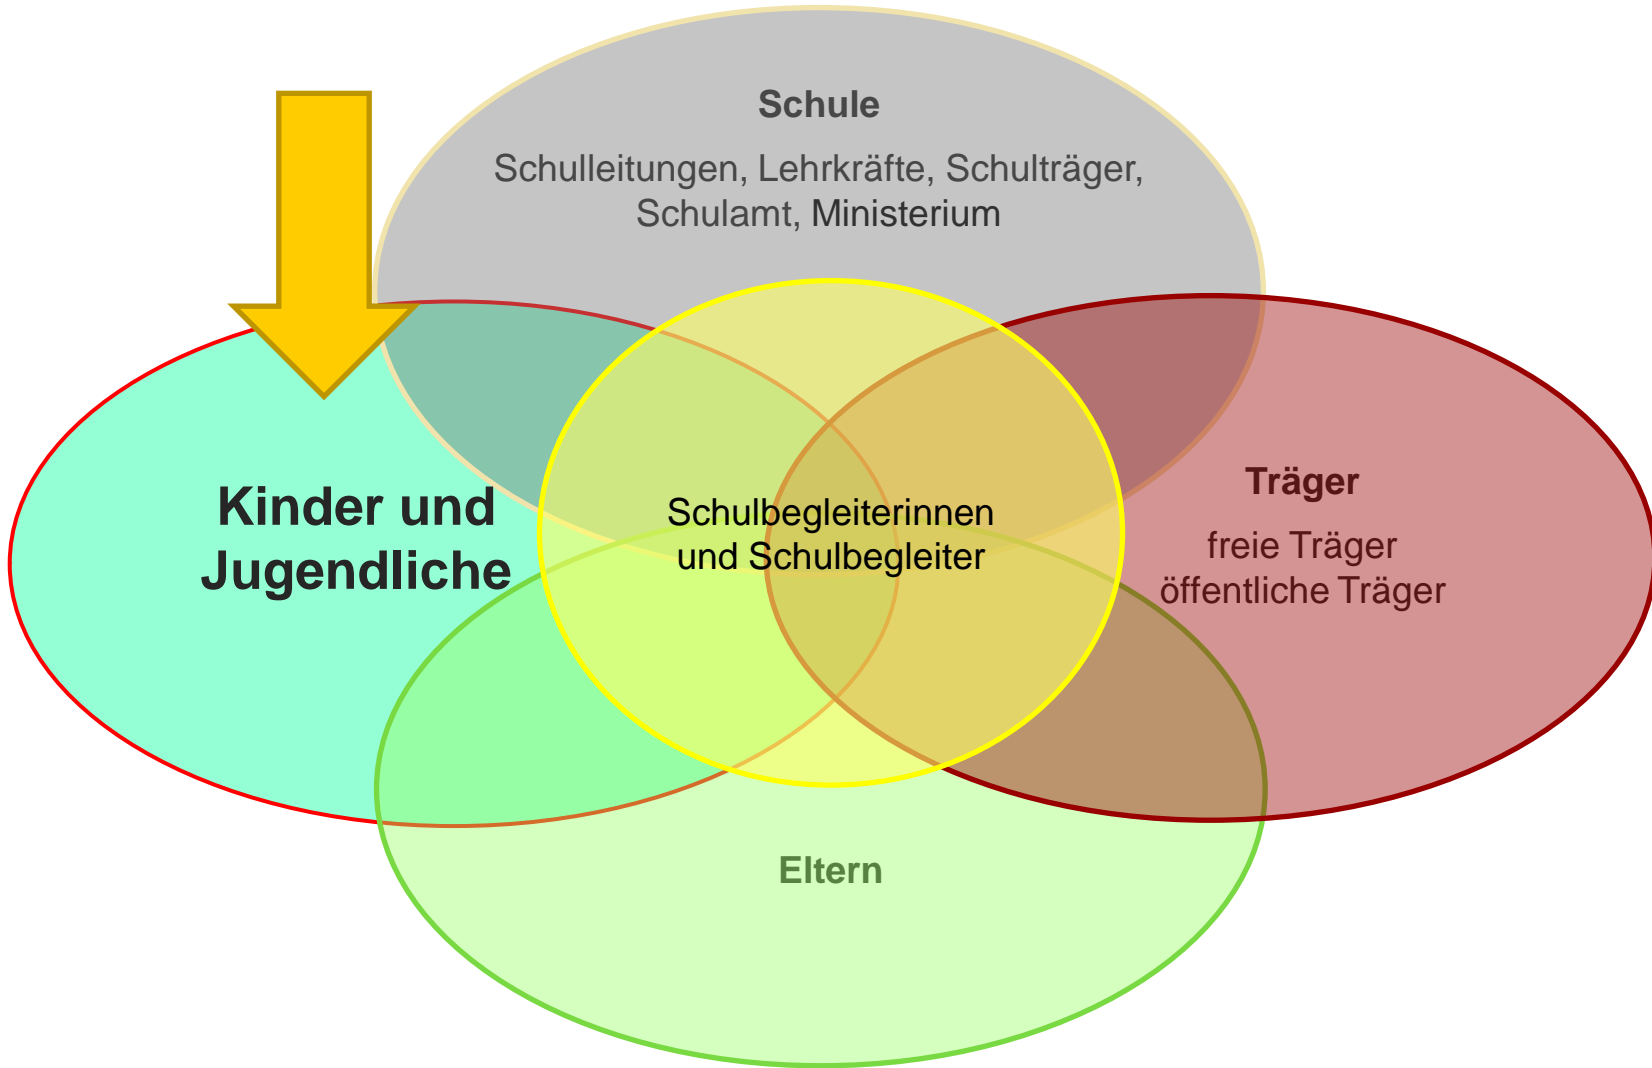 Schule
Schulleitungen, Lehrkräfte, Schulträger,
Schulamt, Ministerium
Kinder und
Jugendliche
Schulbegleiterinnen
und Schulbegleiter
Träger
freie Träger
öffentliche Träger
Eltern